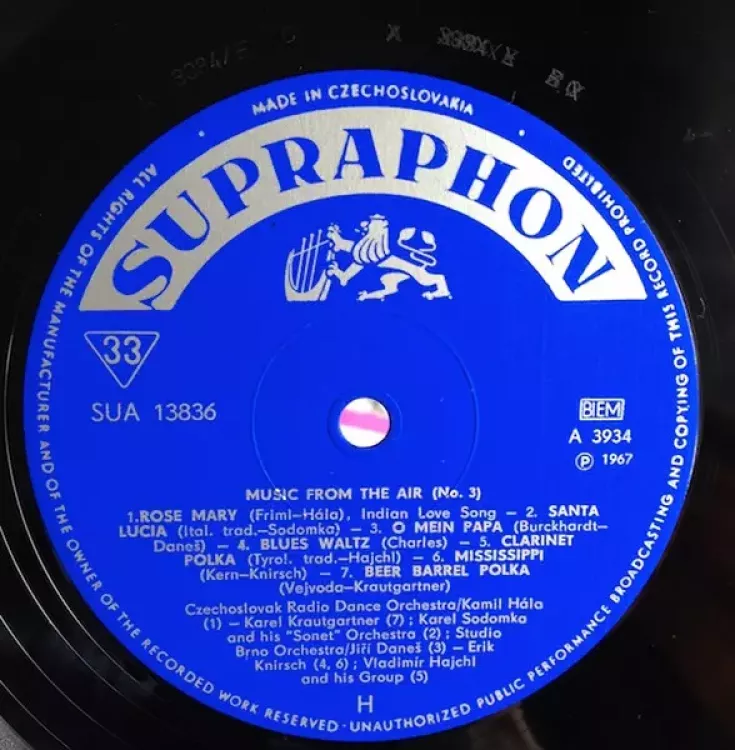 ALL RIGHTS OF THE MANUFACTURER AND OF THE OWNER OF THE RECORDED WORK RESERVED · UNAUTHORIZED PUBLIC PERFORMANCE BROADCASTING AND COPYING OF THIS RECORD PROHIBITED
MADE IN CZECHOSLOVAKIA
SUPRAPHON
33
SUA 13836
BIEM
A 3934
Ⓟ 1967
MUSIC FROM THE AIR (No. 3)
1.ROSE MARY (Friml–Hála), Indian Love Song – 2. SANTA
LUCIA (Ital. trad.–Sodomka) – 3. O MEIN PAPA (Burckhardt–
Daneš) – 4. BLUES WALTZ (Charles) – 5. CLARINET
POLKA (Tyrol. trad.–Hajchl) – 6. MISSISSIPPI
(Kern–Knirsch) – 7. BEER BARREL POLKA
(Vejvoda–Krautgartner)
Czechoslovak Radio Dance Orchestra/Kamil Hála
(1) – Karel Krautgartner (7) ; Karel Sodomka
and his "Sonet" Orchestra (2) ; Studio
Brno Orchestra/Jiří Daneš (3) – Erik
Knirsch (4, 6) ; Vladimír Hajchl
and his Group (5)
H